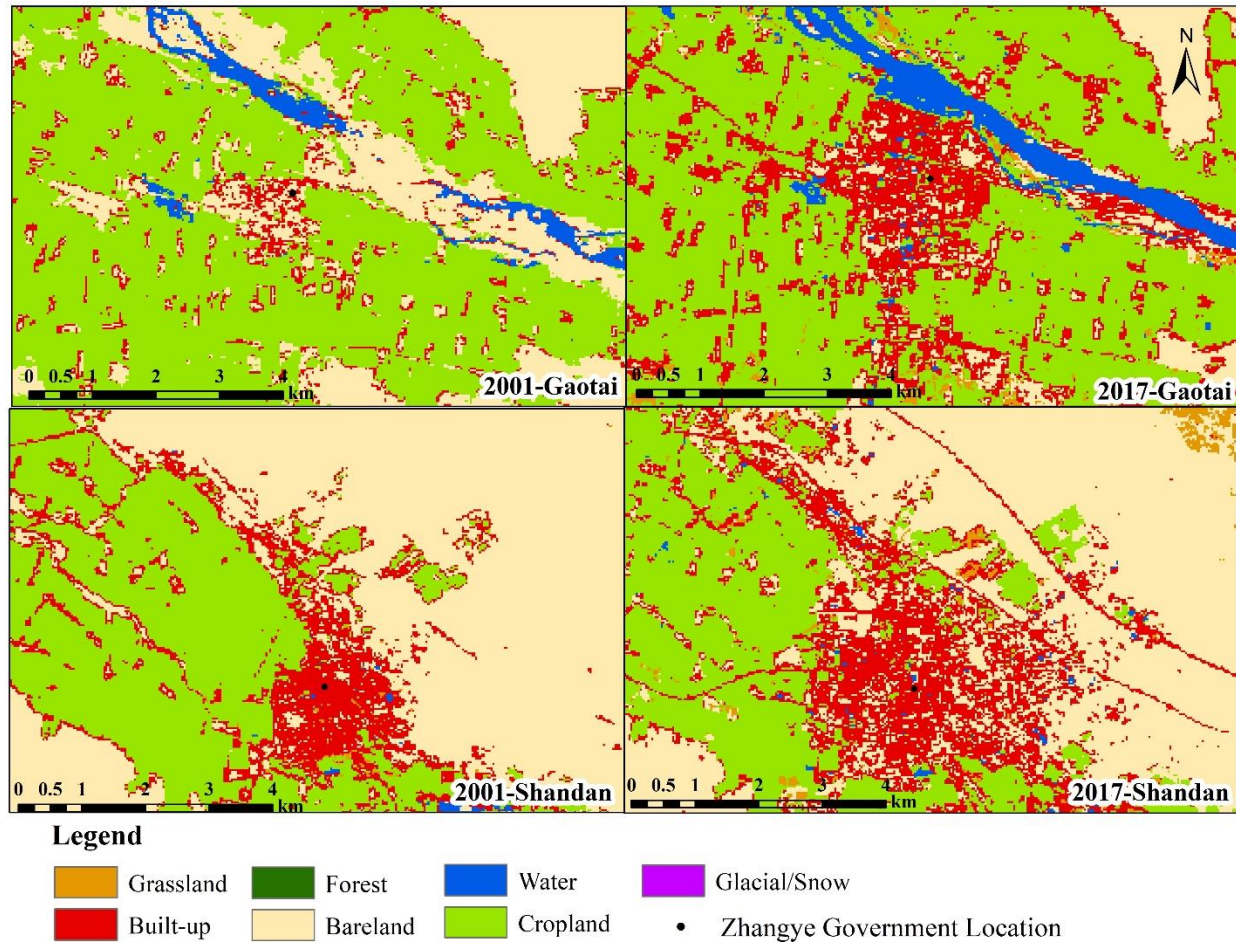 N
0 0.5 1 2 3 4
km
2001-Gaotai
0 0.5 1 2 3 4
km
2017-Gaotai
0 0.5 1 2 3 4
km
2001-Shandan
0 0.5 1 2 3 4
km
2017-Shandan
Legend
Grassland Forest Water Glacial/Snow
Built-up Bareland Cropland Zhangye Government Location